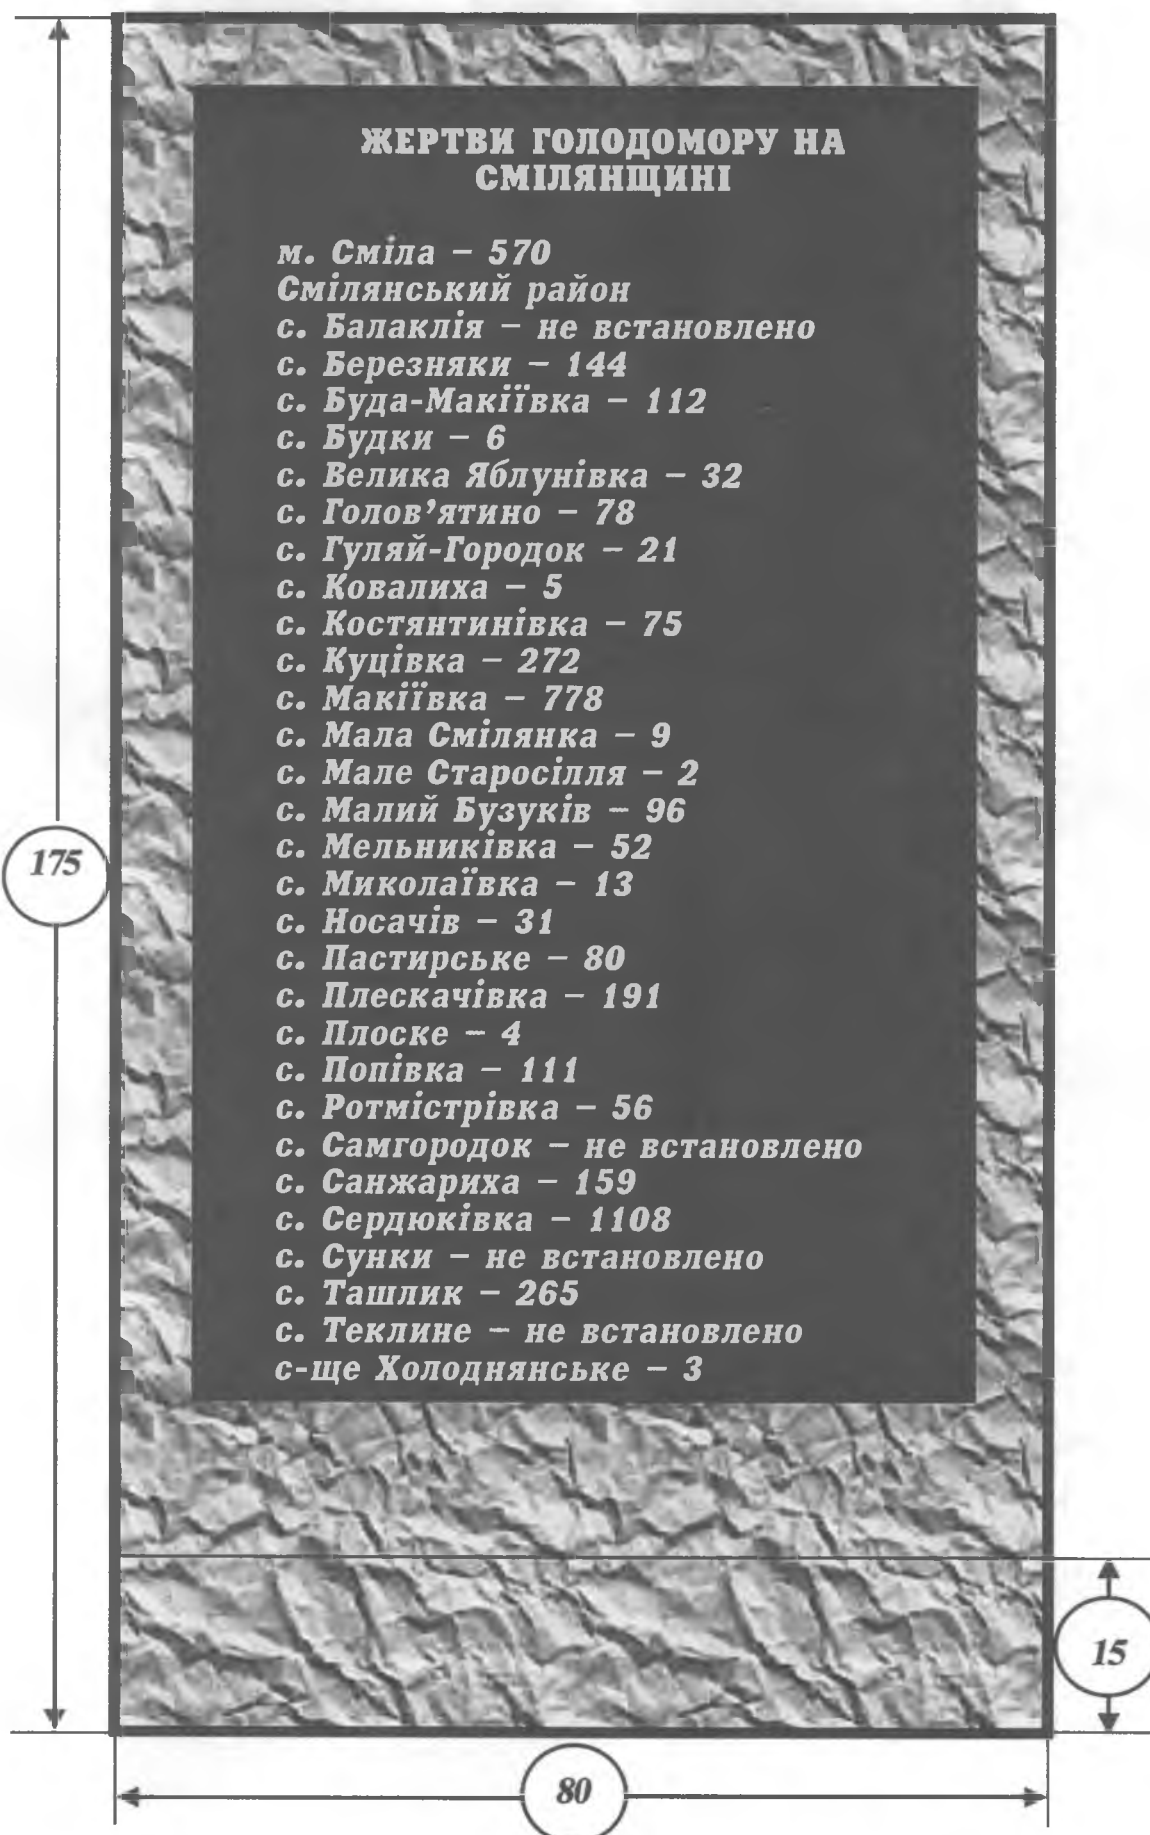 ЖЕРТВИ ГОЛОДОМОРУ НА
СМІЛЯНЩИНІ
м. Сміла – 570
Смілянський район
с. Балаклія – не встановлено
с. Березняки – 144
с. Буда-Макіївка – 112
с. Будки – 6
с. Велика Яблунівка – 32
с. Голов’ятино – 78
с. Гуляй-Городок – 21
с. Ковалиха – 5
с. Костянтинівка – 75
с. Куцівка – 272
с. Макіївка – 778
с. Мала Смілянка – 9
с. Мале Старосілля – 2
с. Малий Бузуків – 96
с. Мельниківка – 52
с. Миколаївка – 13
с. Носачів – 31
с. Пастирське – 80
с. Плескачівка – 191
с. Плоске – 4
с. Попівка – 111
с. Ротмістрівка – 56
с. Самгородок – не встановлено
с. Санжариха – 159
с. Сердюківка – 1108
с. Сунки – не встановлено
с. Ташлик – 265
с. Теклине – не встановлено
с-ще Холоднянське – 3
175
15
80